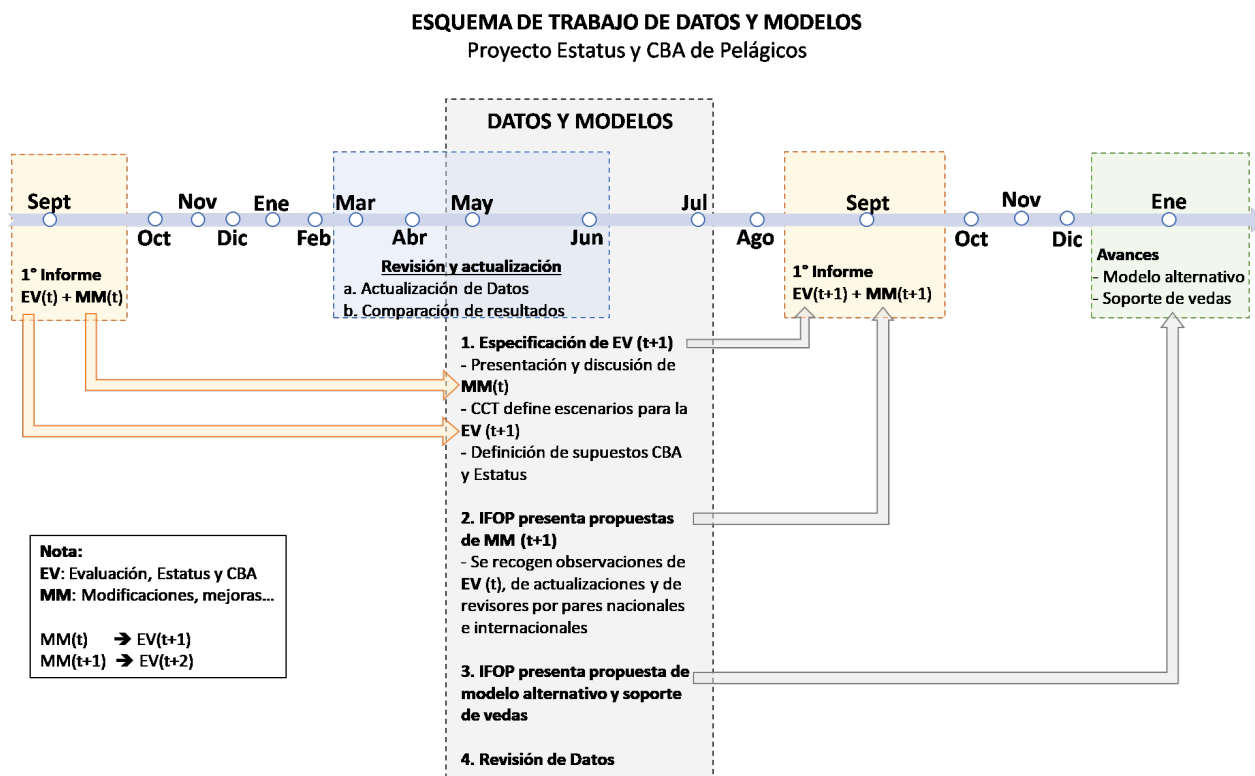 ESQUEMA DE TRABAJO DE DATOS Y MODELOS
Proyecto Estatus y CBA de Pelágicos
DATOS Y MODELOS
Sept
Oct
Nov
Dic
Ene
Feb
Mar
Abr
May
Jun
Jul
Ago
Sept
Oct
Nov
Dic
Ene
1° Informe
EV(t) + MM(t)
Revisión y actualización
a. Actualización de Datos
b. Comparación de resultados
1° Informe
EV(t+1) + MM(t+1)
Avances
- Modelo alternativo
- Soporte de vedas
1. Especificación de EV (t+1)
- Presentación y discusión de
MM(t)
- CCT define escenarios para la
EV (t+1)
- Definición de supuestos CBA
y Estatus
2. IFOP presenta propuestas
de MM (t+1)
- Se recogen observaciones de
EV (t), de actualizaciones y de
revisores por pares nacionales
e internacionales
3. IFOP presenta propuesta de
modelo alternativo y soporte
de vedas
4. Revisión de Datos
Nota:
EV: Evaluación, Estatus y CBA
MM: Modificaciones, mejoras...
MM(t) ➔ EV(t+1)
MM(t+1) ➔ EV(t+2)